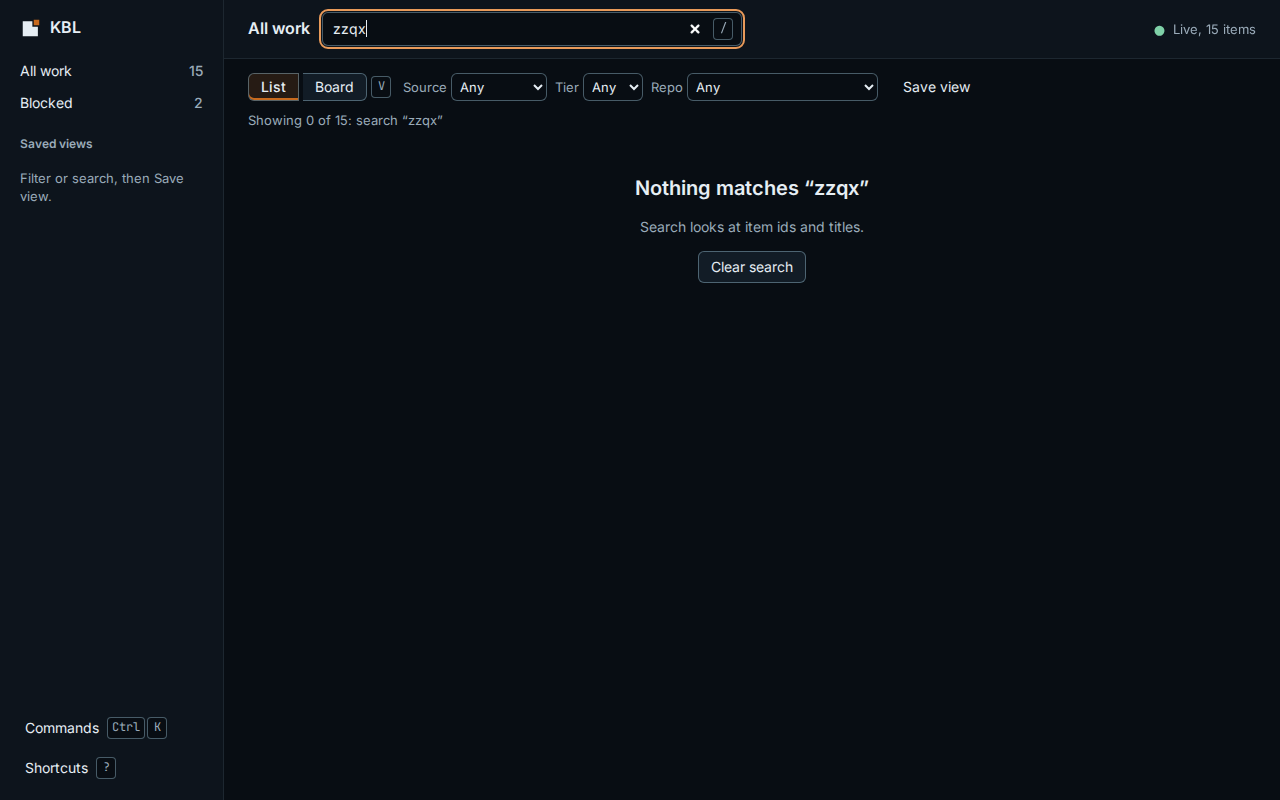 KBL
All work 15
Blocked 2
Saved views
Filter or search, then Save
view.
Commands Ctrl K
Shortcuts ?
All work zzqx × /
Live, 15 items
List Board V Source Any Tier Any Repo Any Save view
Showing 0 of 15: search “zzqx”
Nothing matches “zzqx”
Search looks at item ids and titles.
Clear search